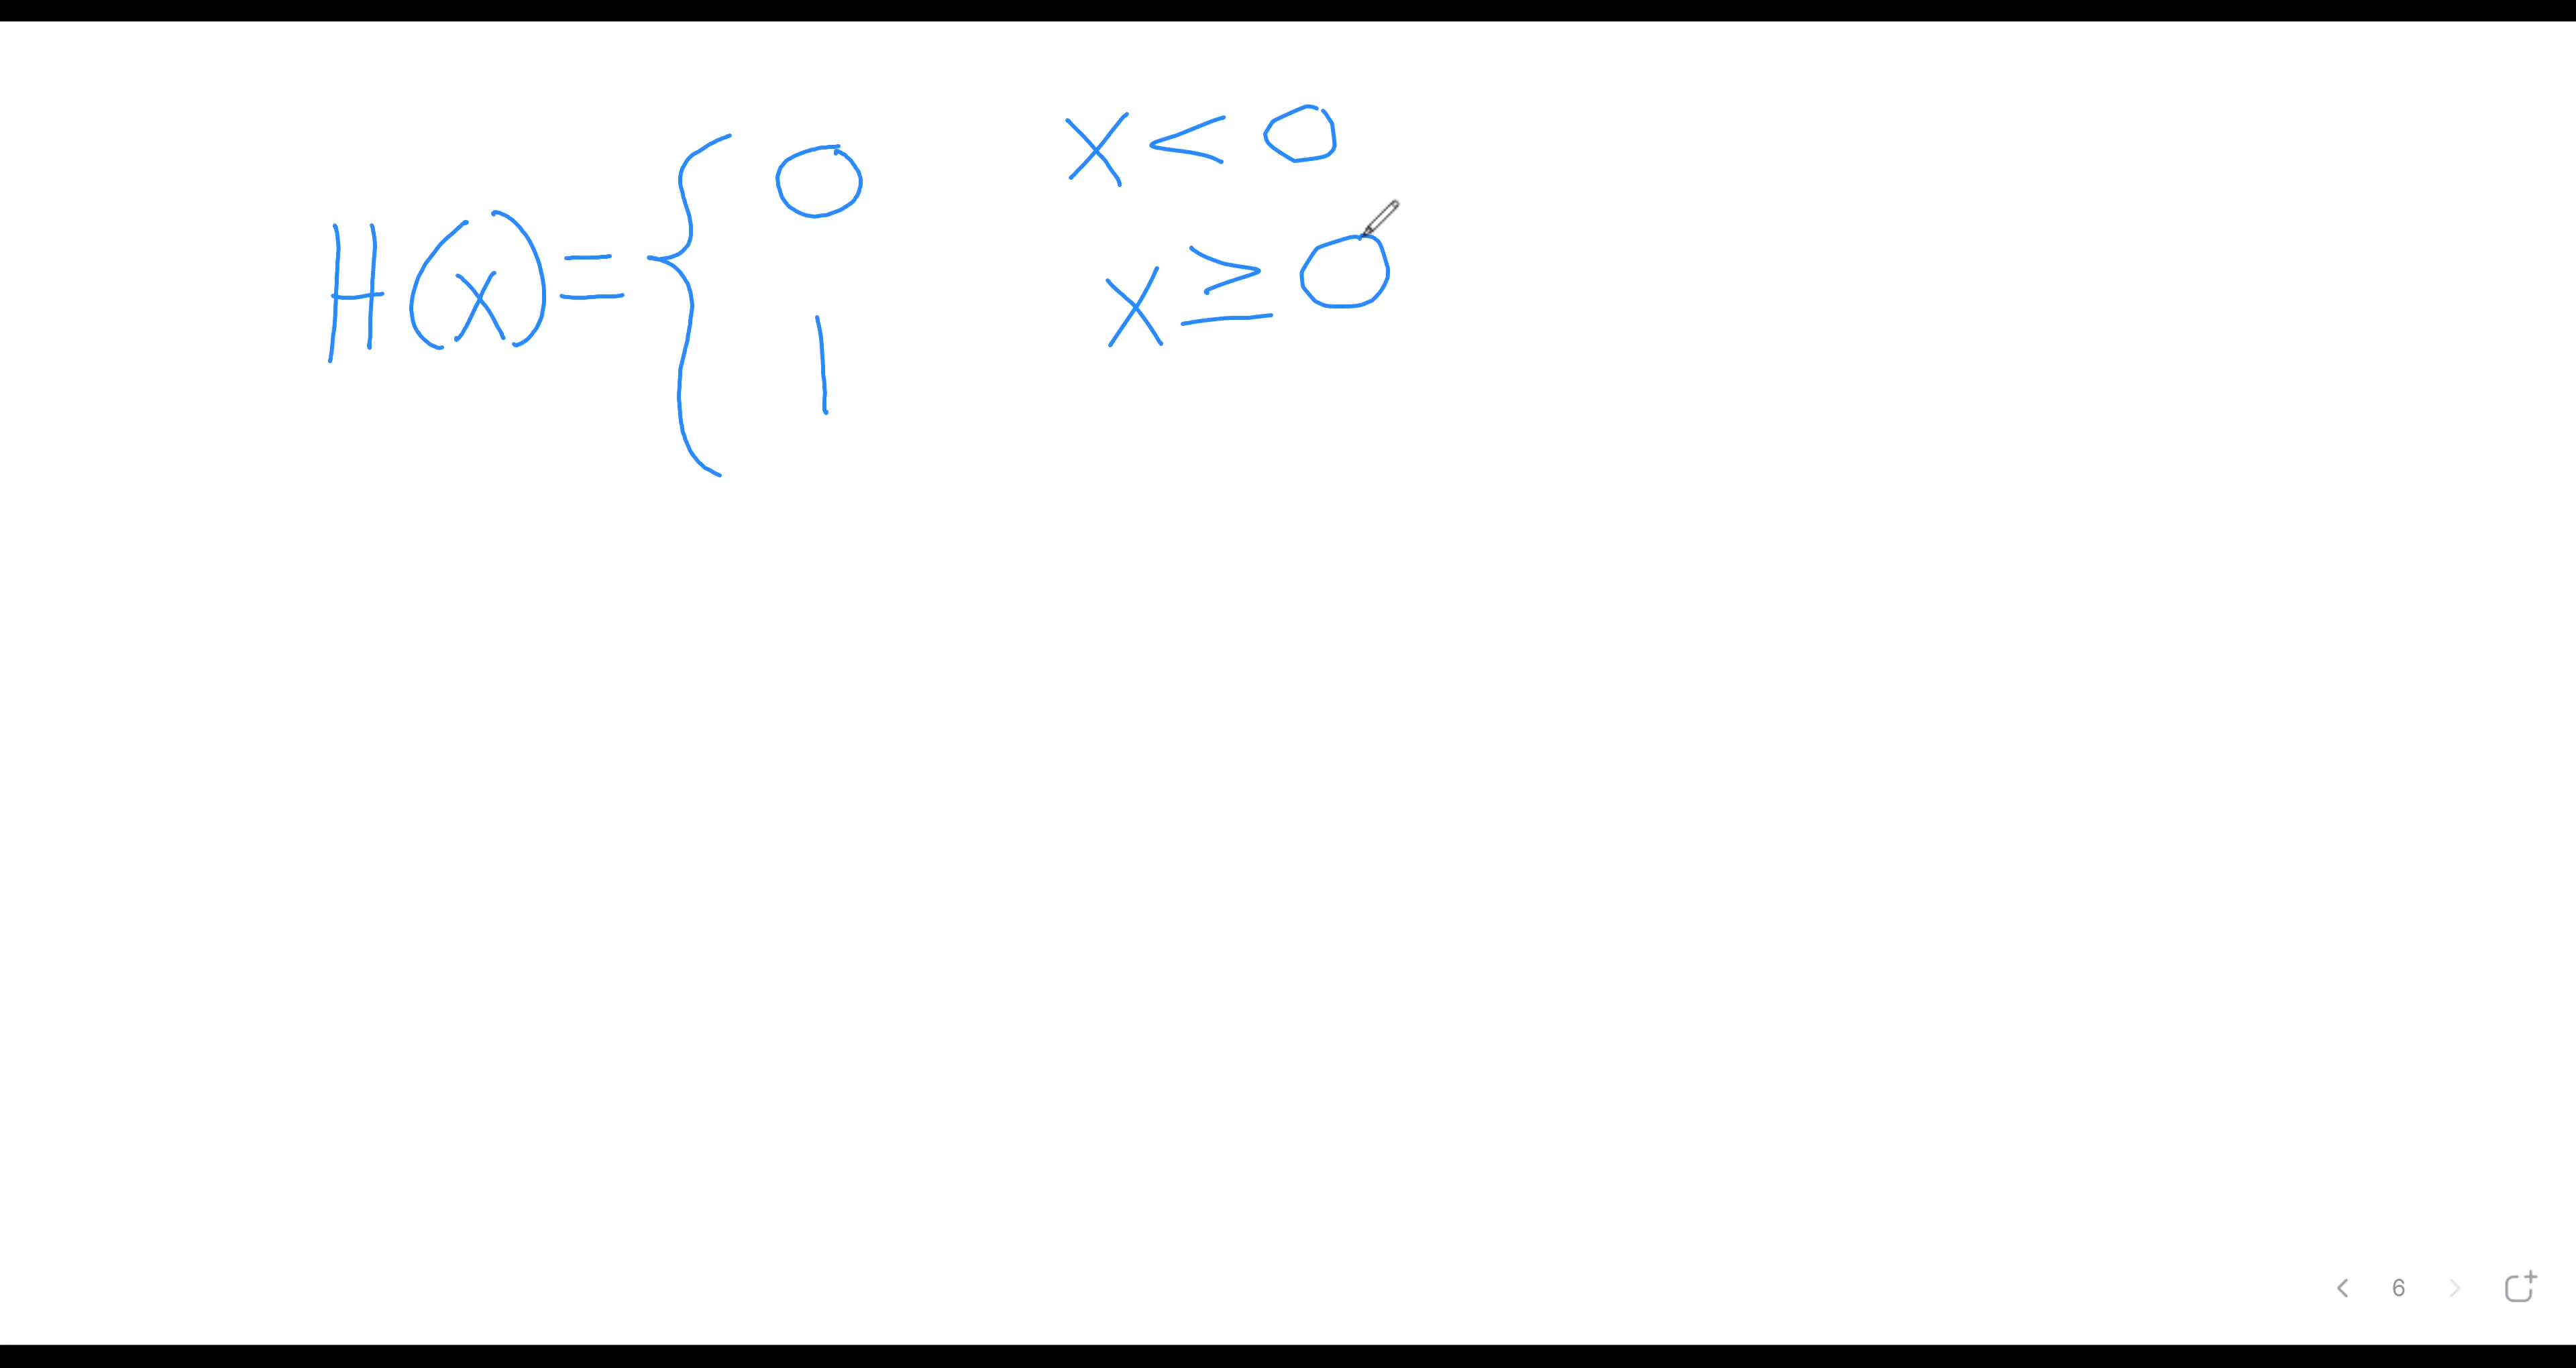 H(x) = { 0 x < 0
1 x ≥ 0
6